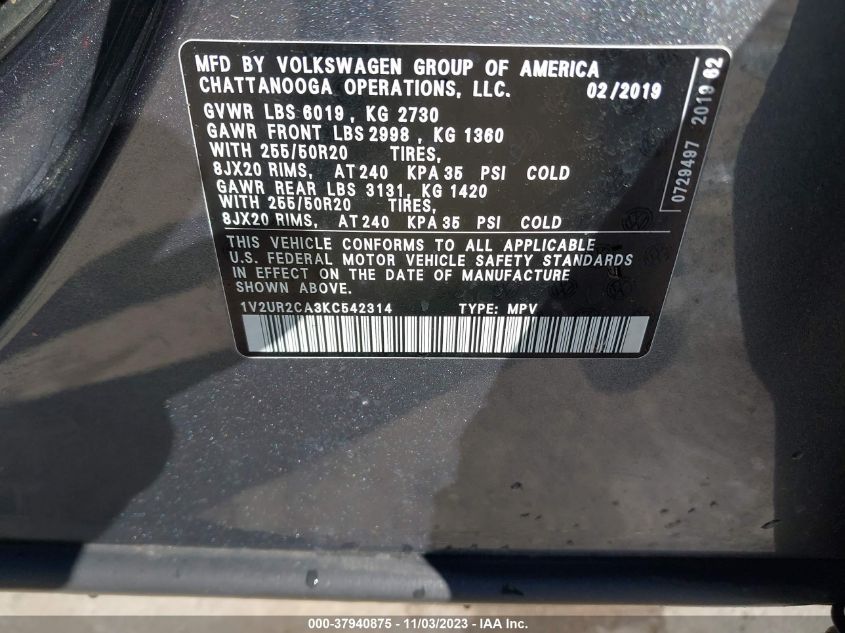 MFD BY VOLKSWAGEN GROUP OF AMERICA
CHATTANOOGA OPERATIONS, LLC. 02/2019
GVWR LBS 6019, KG 2730
GAWR FRONT LBS 2998, KG 1360
WITH 255/50R20 TIRES,
8JX20 RIMS, AT 240 KPA 35 PSI COLD
GAWR REAR LBS 3131, KG 1420
WITH 255/50R20 TIRES,
8JX20 RIMS, AT 240 KPA 35 PSI COLD
THIS VEHICLE CONFORMS TO ALL APPLICABLE
U.S. FEDERAL MOTOR VEHICLE SAFETY STANDARDS
IN EFFECT ON THE DATE OF MANUFACTURE
SHOWN ABOVE.
1V2UR2CA3KC542314 TYPE: MPV
0729497 2019 62
000-37940875 - 11/03/2023 - IAA Inc.